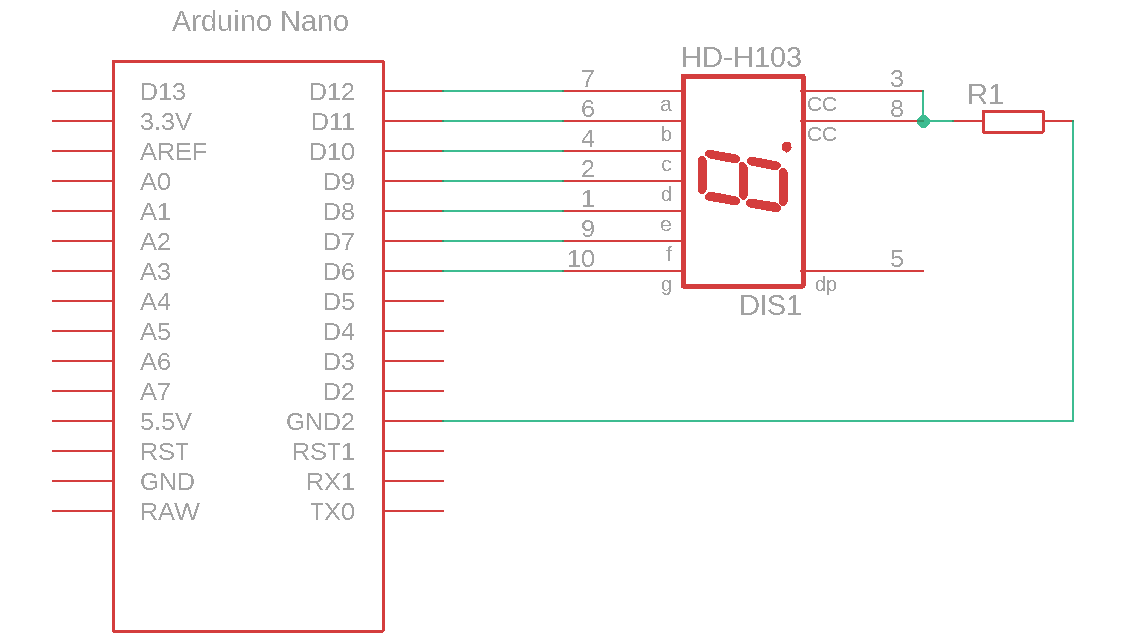 Arduino Nano
HD-H103
D13 D12 7 a CC 3 R1
3.3V D11 6 b CC 8
AREF D10 4 c
A0 D9 2 d
A1 D8 1 e
A2 D7 9 f
A3 D6 10 g dp 5
A4 D5 DIS1
A5 D4
A6 D3
A7 D2
5.5V GND2
RST RST1
GND RX1
RAW TX0